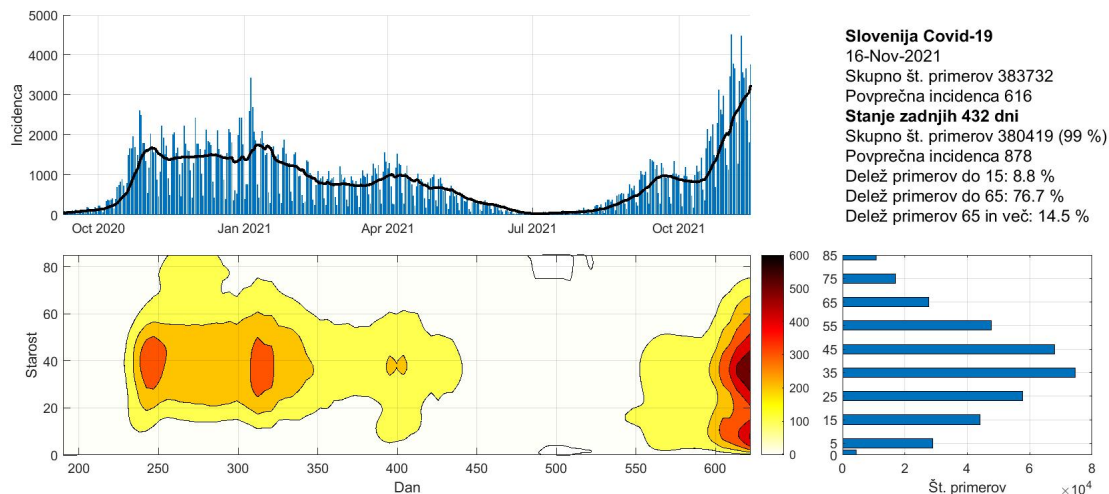 5000
4000
3000
2000
1000
0
Incidenca
Oct 2020
Jan 2021
Apr 2021
Jul 2021
Oct 2021
Slovenija Covid-19
16-Nov-2021
Skupno št. primerov 383732
Povprečna incidenca 616
Stanje zadnjih 432 dni
Skupno št. primerov 380419 (99 %)
Povprečna incidenca 878
Delež primerov do 15: 8.8 %
Delež primerov do 65: 76.7 %
Delež primerov 65 in več: 14.5 %
80
60
40
20
0
Starost
200
250
300
350
400
450
500
550
600
Dan
600
500
400
300
200
100
0
85
75
65
55
45
35
25
15
5
0
0
2
4
6
8
Št. primerov
×10⁴